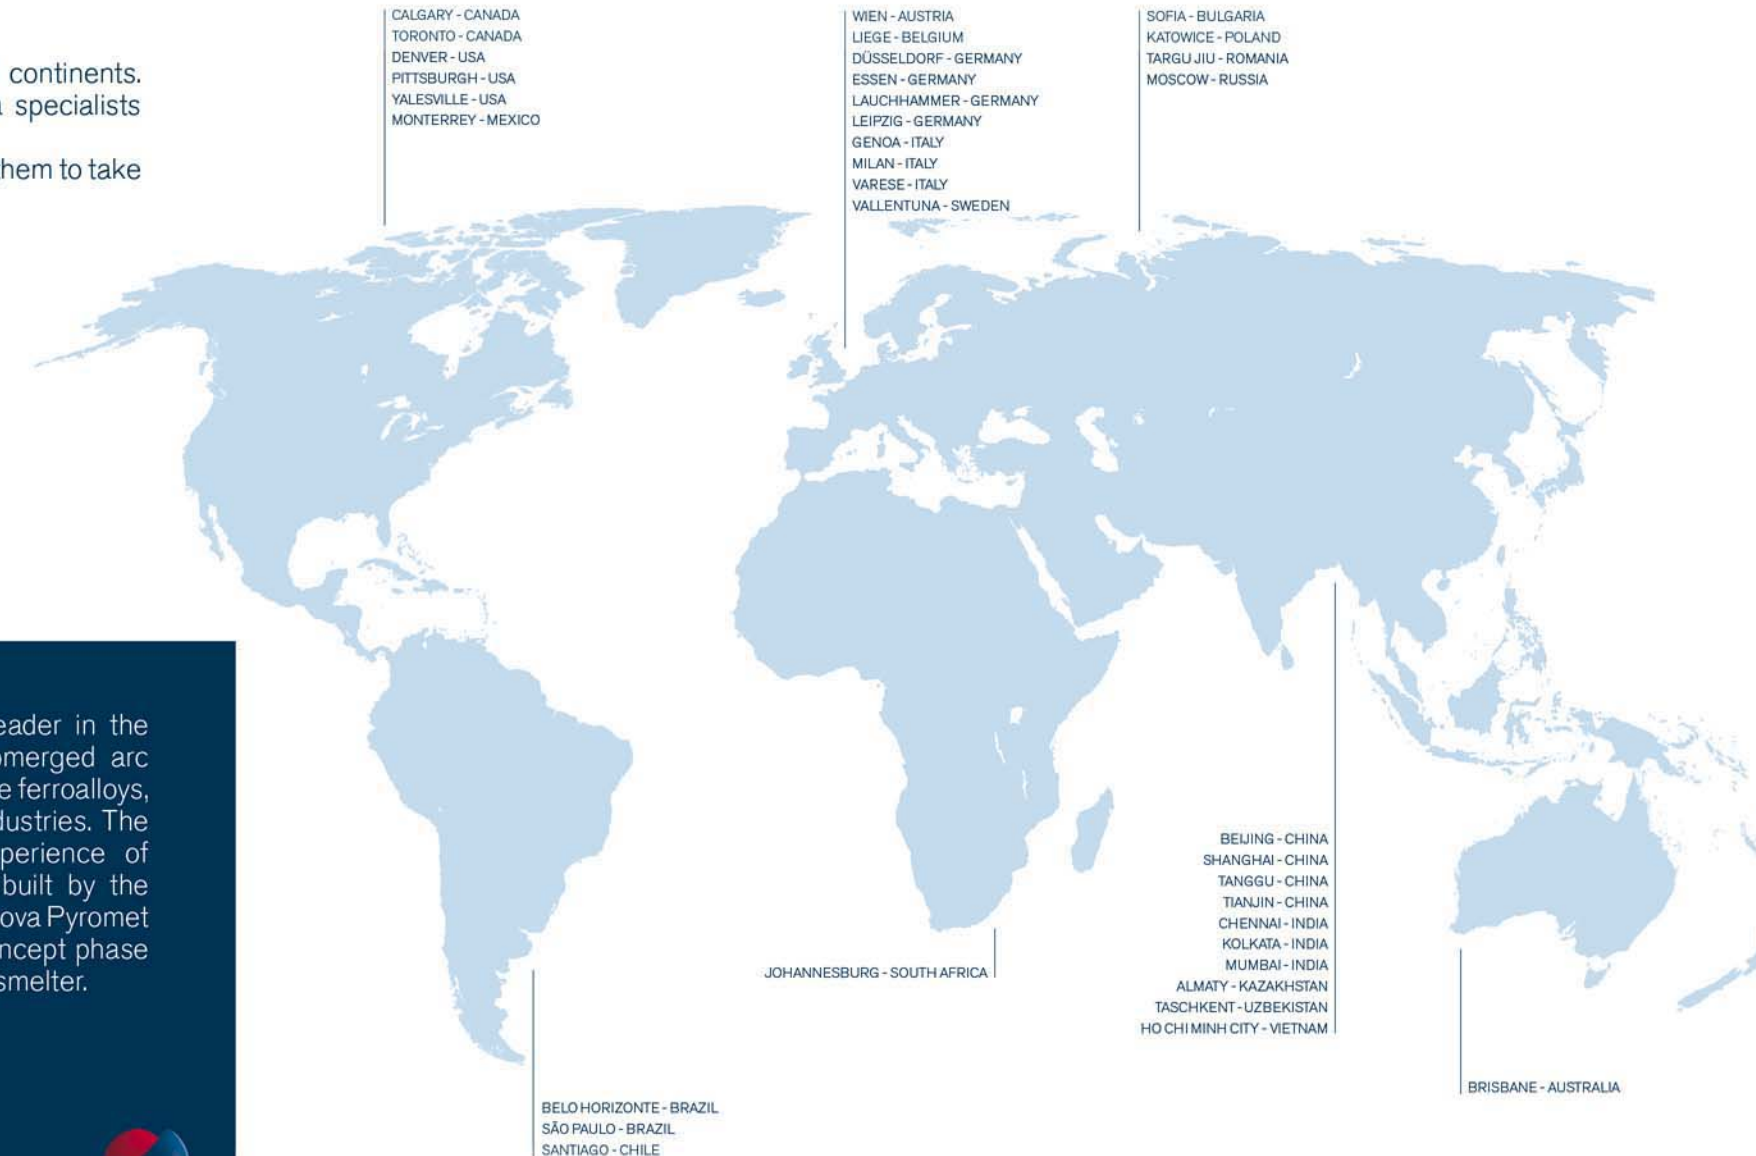 continents.
specialists
them to take
CALGARY - CANADA
TORONTO - CANADA
DENVER - USA
PITTSBURGH - USA
YALESVILLE - USA
MONTERREY - MEXICO
WIEN - AUSTRIA
LIEGE - BELGIUM
DÜSSELDORF - GERMANY
ESSEN - GERMANY
LAUCHHAMMER - GERMANY
LEIPZIG - GERMANY
GENOA - ITALY
MILAN - ITALY
VARESE - ITALY
VALLENTUNA - SWEDEN
SOFIA - BULGARIA
KATOWICE - POLAND
TARGU JIU - ROMANIA
MOSCOW - RUSSIA
eader in the
omerged arc
e ferroalloys,
dustries. The
perience of
built by the
ova Pyromet
ncept phase
smelter.
JOHANNESBURG - SOUTH AFRICA
BEIJING - CHINA
SHANGHAI - CHINA
TANGGU - CHINA
TIANJIN - CHINA
CHENNAI - INDIA
KOLKATA - INDIA
MUMBAI - INDIA
ALMATY - KAZAKHSTAN
TASCHKENT - UZBEKISTAN
HO CHI MINH CITY - VIETNAM
BRISBANE - AUSTRALIA
BELO HORIZONTE - BRAZIL
SÃO PAULO - BRAZIL
SANTIAGO - CHILE